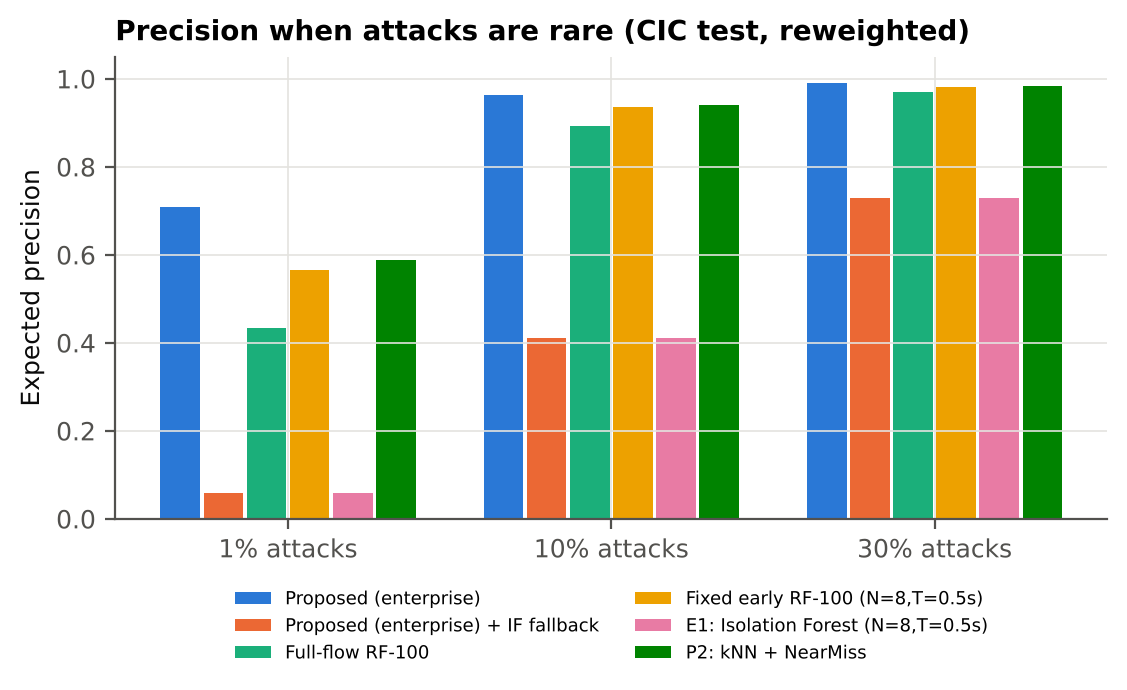 Precision when attacks are rare (CIC test, reweighted)
Expected precision
1.0
0.8
0.6
0.4
0.2
0.0
1% attacks
10% attacks
30% attacks
Proposed (enterprise)
Proposed (enterprise) + IF fallback
Full-flow RF-100
Fixed early RF-100 (N=8,T=0.5s)
E1: Isolation Forest (N=8,T=0.5s)
P2: kNN + NearMiss